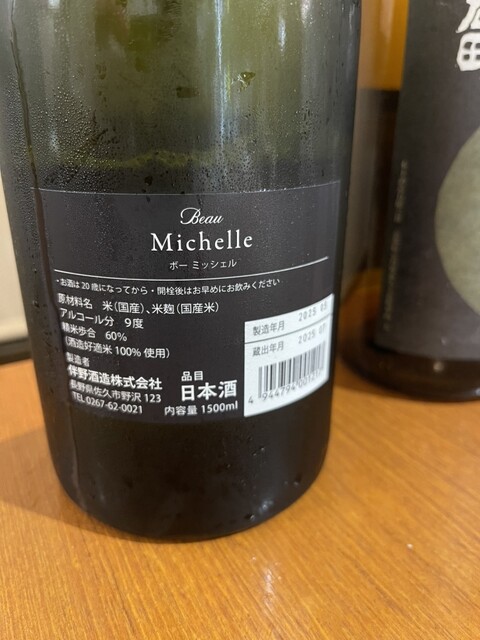 Beau
Michelle
ボー ミッシェル
・お酒は20歳になってから・開栓後はお早めにお飲みください
原材料名 米(国産)、米麹(国産米)
アルコール分 9度
精米歩合 60%
(酒造好適米100%使用)
製造者
伴野酒造株式会社
長野県佐久市野沢123
TEL 0267-62-0021
品目
日本酒
内容量 1500ml
製造年月 2025
蔵出年月 2025
4 944794 001
田